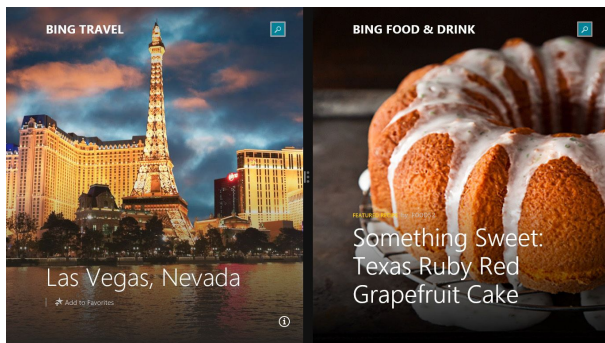 BING TRAVEL
Las Vegas, Nevada
Add to Favorites
BING FOOD & DRINK
Something Sweet:
Texas Ruby Red
Grapefruit Cake